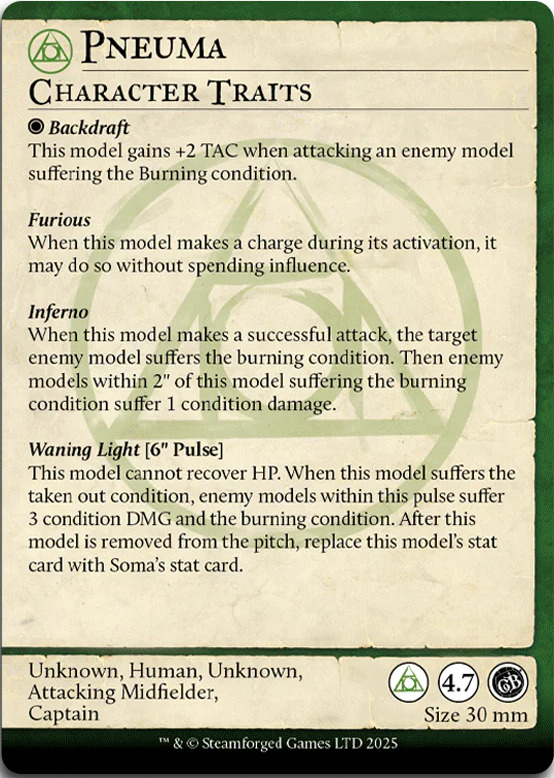 Pneuma
Character Traits
Backdraft
This model gains +2 TAC when attacking an enemy model
suffering the Burning condition.
Furious
When this model makes a charge during its activation, it
may do so without spending influence.
Inferno
When this model makes a successful attack, the target
enemy model suffers the burning condition. Then enemy
models within 2" of this model suffering the burning
condition suffer 1 condition damage.
Waning Light [6" Pulse]
This model cannot recover HP. When this model suffers the
taken out condition, enemy models within this pulse suffer
3 condition DMG and the burning condition. After this
model is removed from the pitch, replace this model's stat
card with Soma's stat card.
Unknown, Human, Unknown,
Attacking Midfielder,
Captain
4.7
GB
Size 30 mm
™ & © Steamforged Games LTD 2025